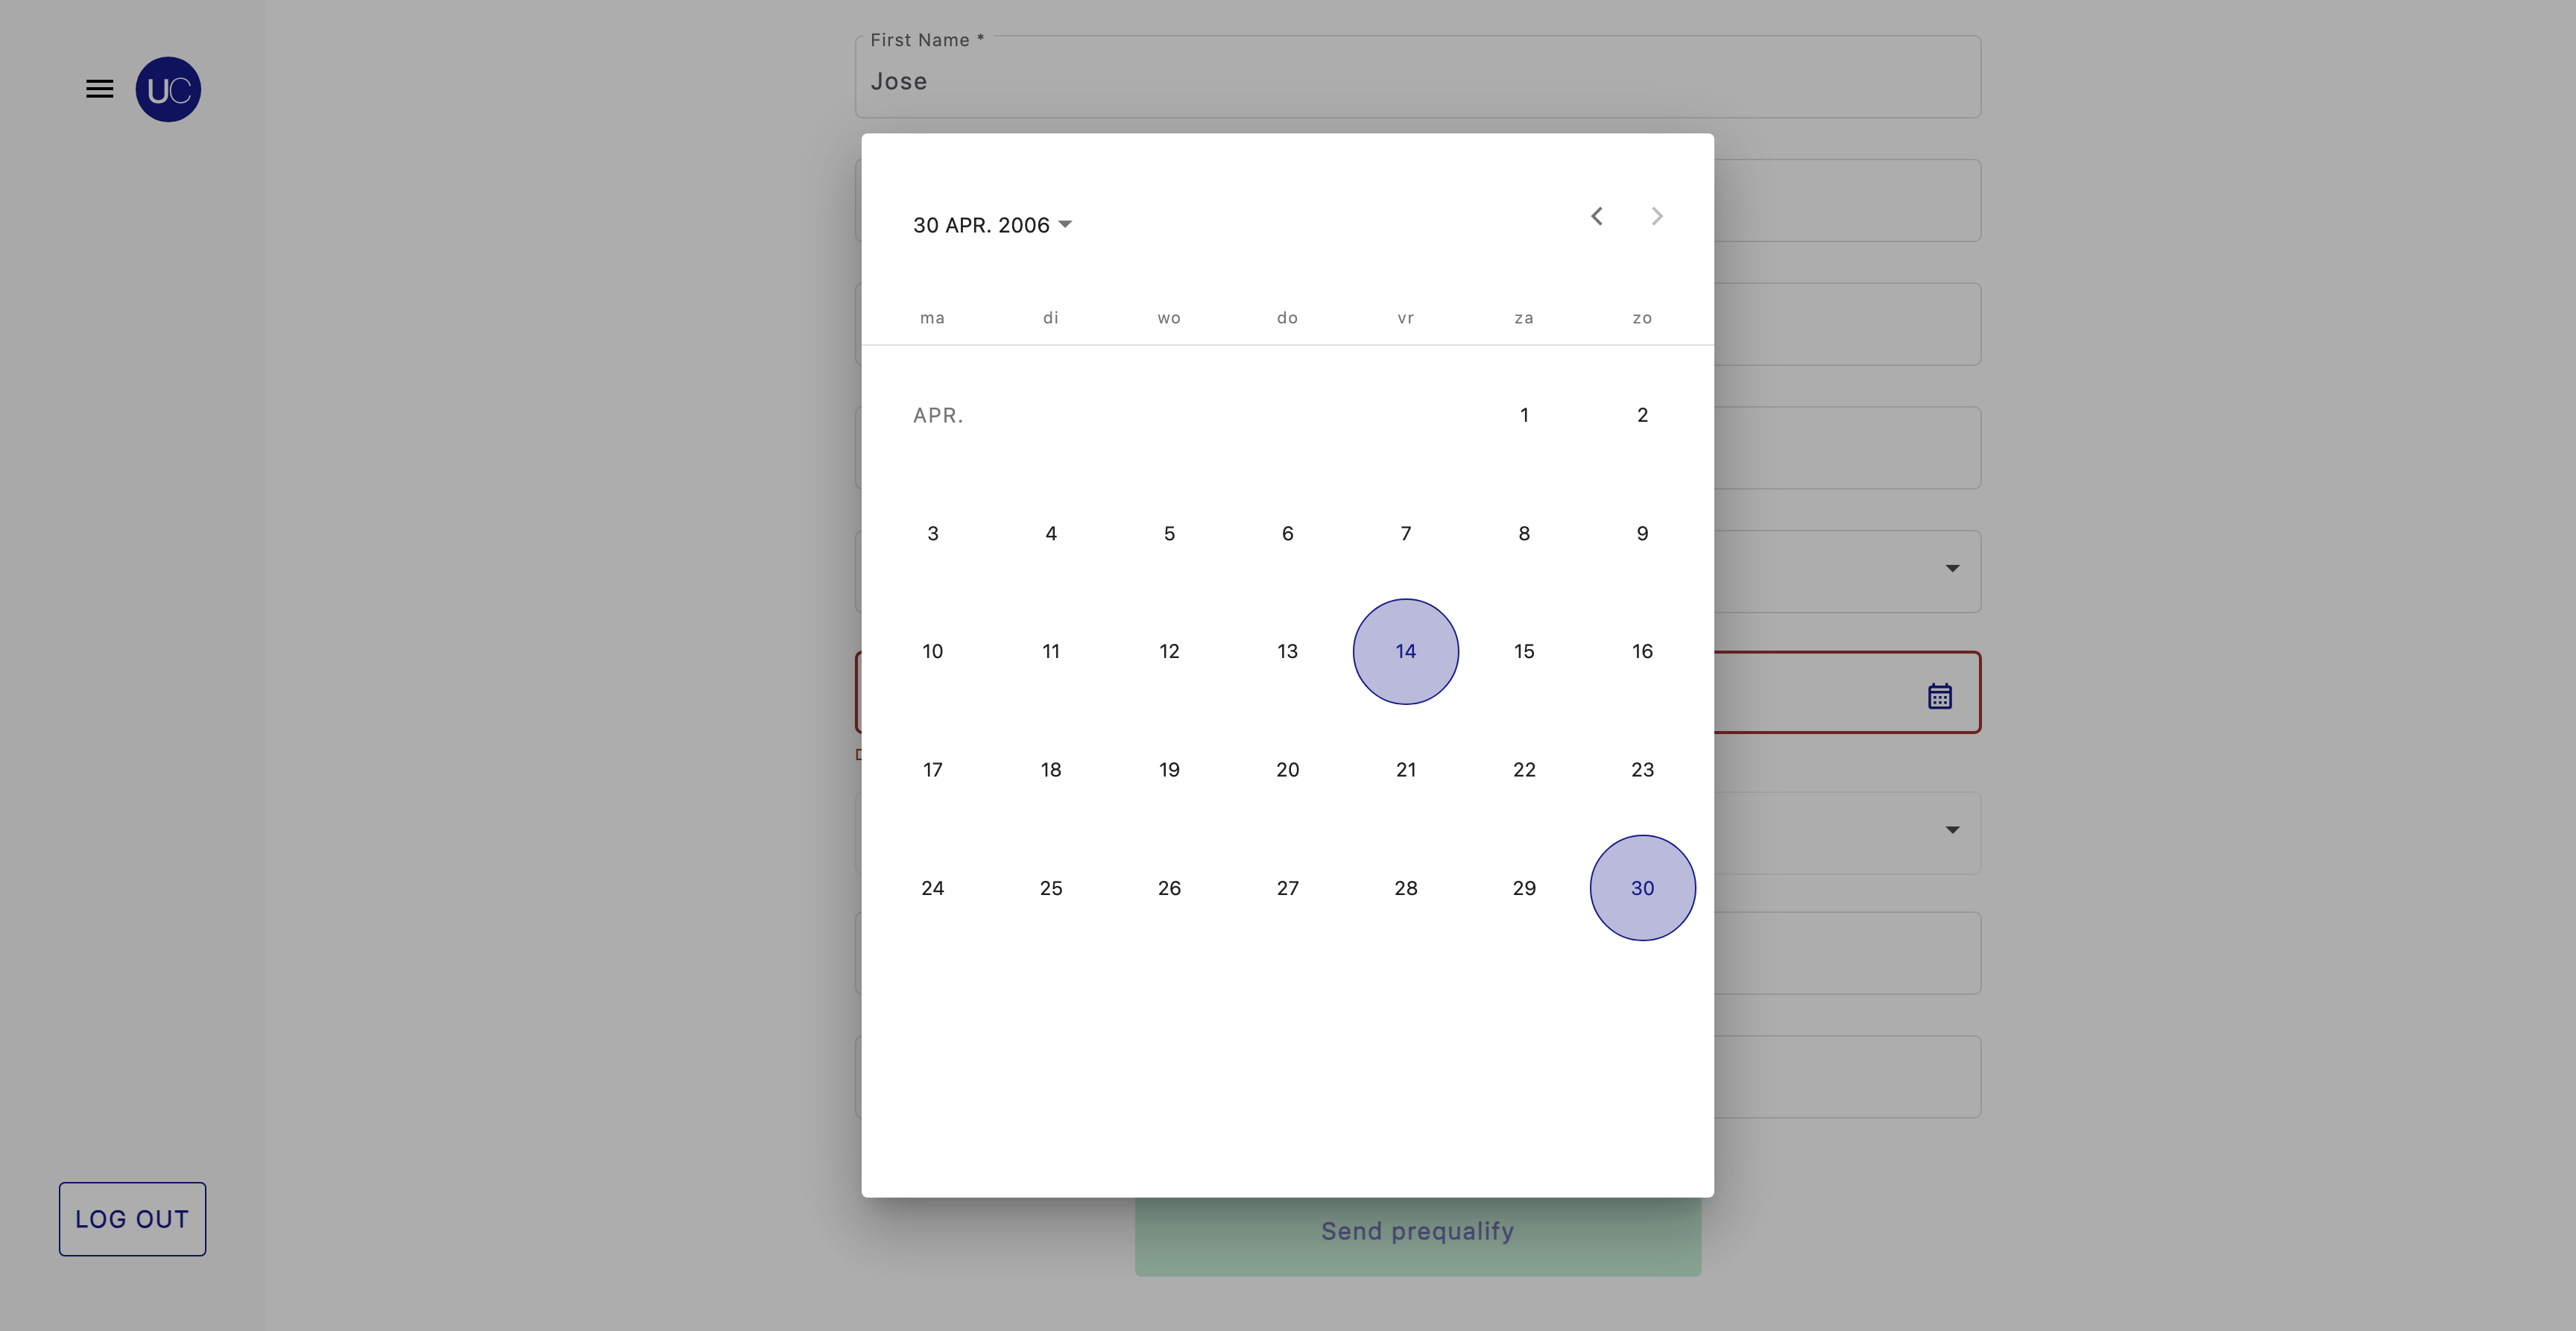 First Name *
UC
Jose
30 APR. 2006
ma di wo do vr za zo
APR. 1 2
3 4 5 6 7 8 9
10 11 12 13 14 15 16
17 18 19 20 21 22 23
24 25 26 27 28 29 30
LOG OUT
Send prequalify